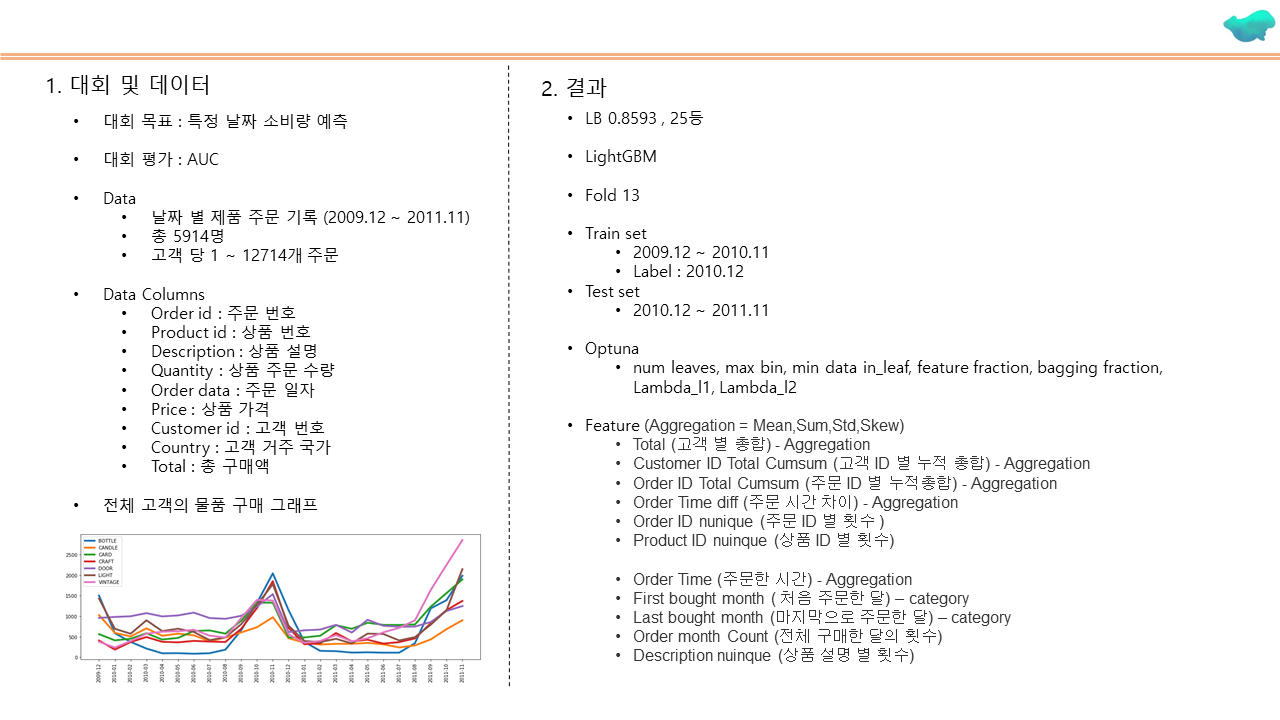 1. 대회 및 데이터
• 대회 목표 : 특정 날짜 소비량 예측
• 대회 평가 : AUC
• Data
• 날짜 별 제품 주문 기록 (2009.12 ~ 2011.11)
• 총 5914명
• 고객 당 1 ~ 12714개 주문
• Data Columns
• Order id : 주문 번호
• Product id : 상품 번호
• Description : 상품 설명
• Quantity : 상품 주문 수량
• Order data : 주문 일자
• Price : 상품 가격
• Customer id : 고객 번호
• Country : 고객 거주 국가
• Total : 총 구매액
• 전체 고객의 물품 구매 그래프
BOTTLE
CANDLE
CARD
CRAFT
DOOR
LIGHT
VINTAGE
2500
2000
1500
1000
500
0
2009-12 2010-01 2010-02 2010-03 2010-04 2010-05 2010-06 2010-07 2010-08 2010-09 2010-10 2010-11 2010-12 2011-01 2011-02 2011-03 2011-04 2011-05 2011-06 2011-07 2011-08 2011-09 2011-10 2011-11
2. 결과
• LB 0.8593 , 25등
• LightGBM
• Fold 13
• Train set
• 2009.12 ~ 2010.11
• Label : 2010.12
• Test set
• 2010.12 ~ 2011.11
• Optuna
• num leaves, max bin, min data in_leaf, feature fraction, bagging fraction,
Lambda_l1, Lambda_l2
• Feature (Aggregation = Mean,Sum,Std,Skew)
• Total (고객 별 총합) - Aggregation
• Customer ID Total Cumsum (고객 ID 별 누적 총합) - Aggregation
• Order ID Total Cumsum (주문 ID 별 누적총합) - Aggregation
• Order Time diff (주문 시간 차이) - Aggregation
• Order ID nunique (주문 ID 별 횟수 )
• Product ID nuinque (상품 ID 별 횟수)
• Order Time (주문한 시간) - Aggregation
• First bought month ( 처음 주문한 달) – category
• Last bought month ( 마지막으로 주문한 달) – category
• Order month Count (전체 구매한 달의 횟수)
• Description nuinque (상품 설명 별 횟수)